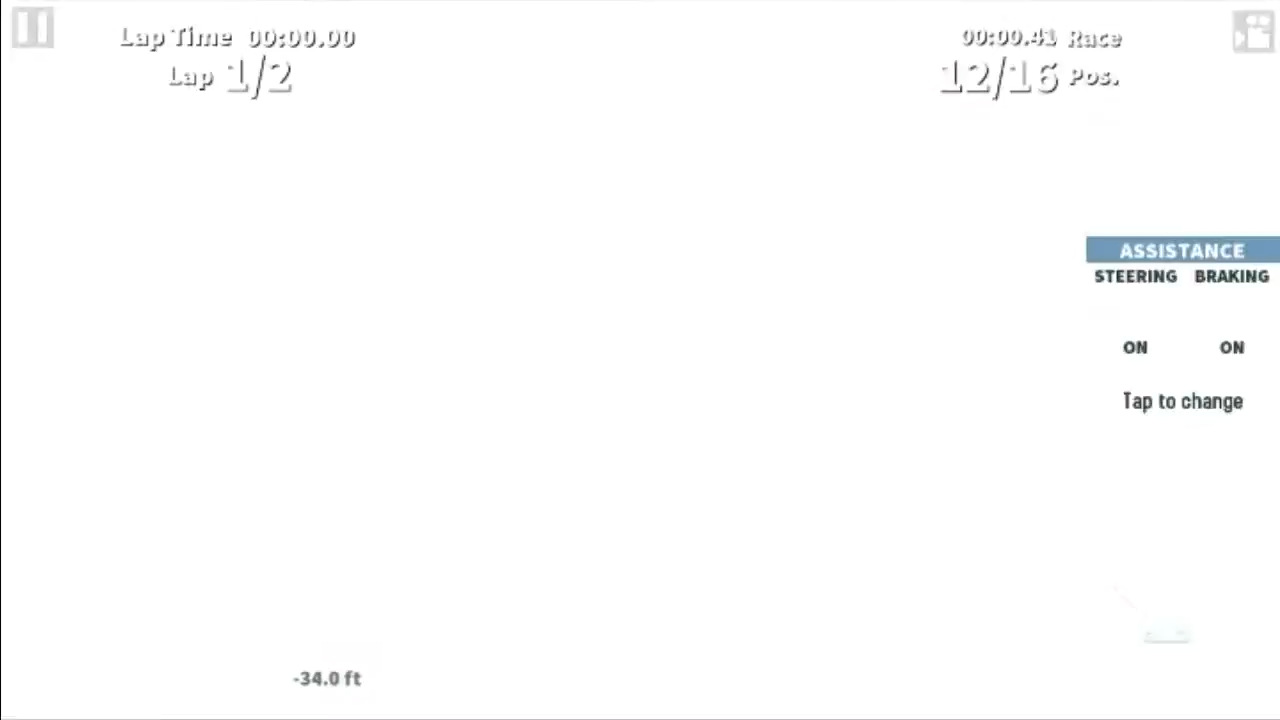 Lap Time 00:00.00
Lap 1/2
00:00.41 Race
12/16 Pos.
ASSISTANCE
STEERING BRAKING
ON ON
Tap to change
-34.0 ft